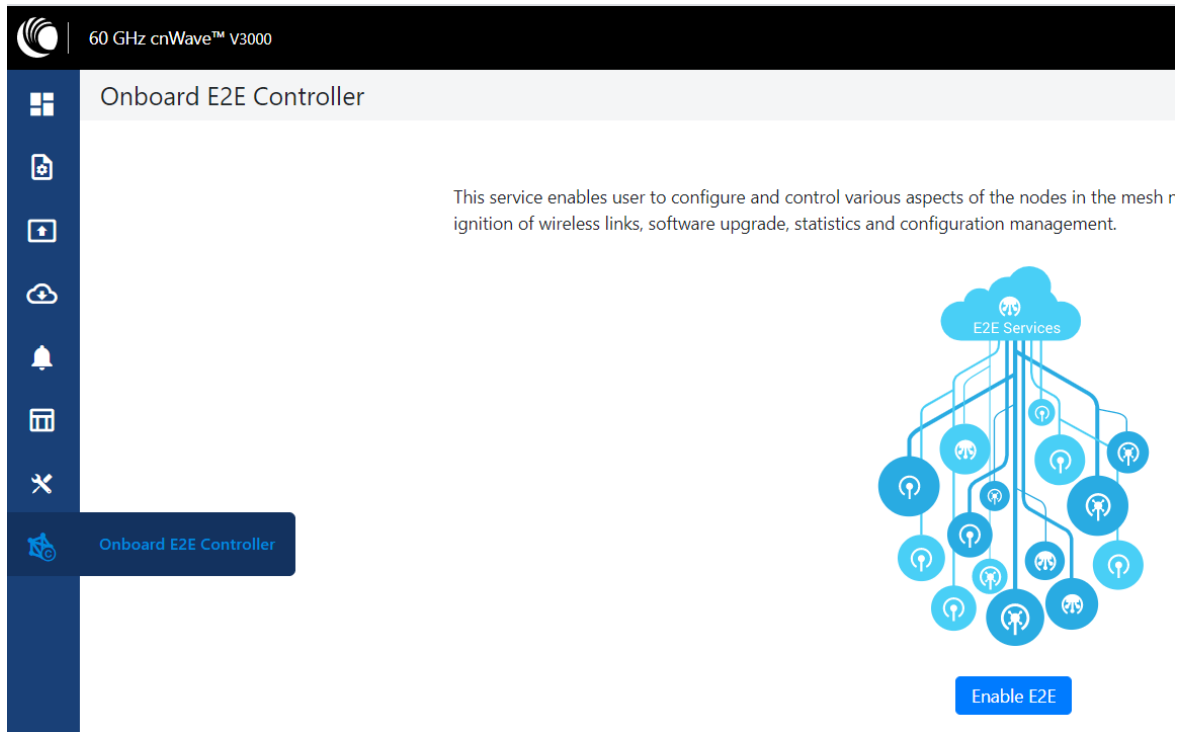 60 GHz cnWave™ V3000
Onboard E2E Controller
This service enables user to configure and control various aspects of the nodes in the mesh
ignition of wireless links, software upgrade, statistics and configuration management.
E2E Services
Onboard E2E Controller
Enable E2E